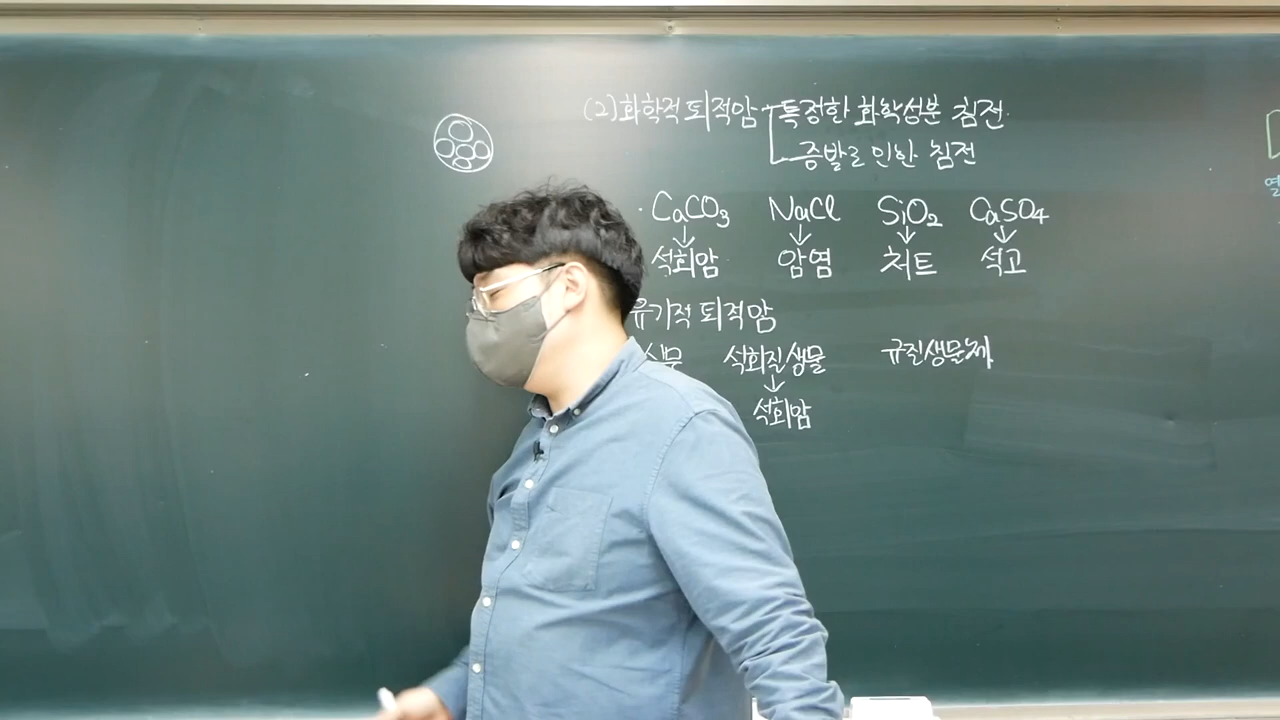 (2) 화학적 퇴적암 특정한 화학성분 침전
증발로 인한 침전
· CaCO₃ NaCl SiO₂ CaSO₄
↓ ↓ ↓ ↓
석회암 암염 처트 석고
유기적 퇴적암
식물 석회질생물 규질생물체
↓
석회암